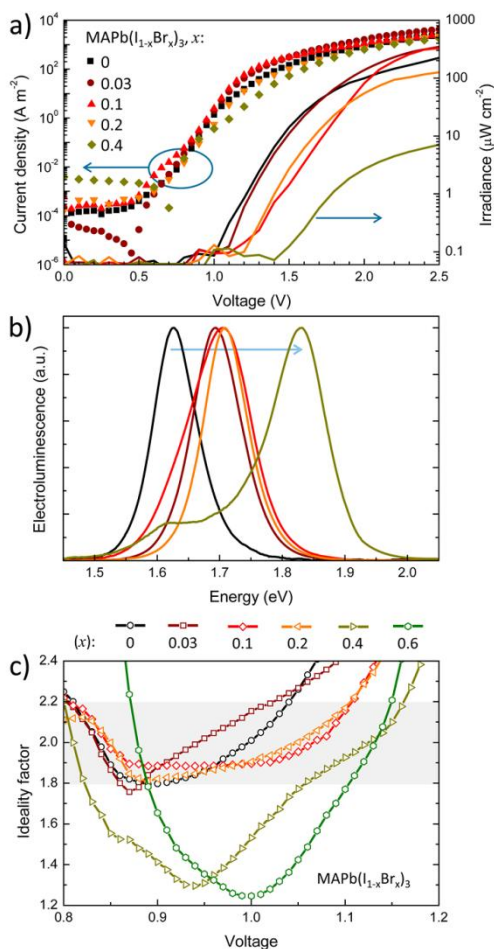 a)
MAPb(I1-xBrx)3, x:
0
0.03
0.1
0.2
0.4
Current density (A m-2)
10^4
10^2
10^0
10^-2
10^-4
10^-6
Irradiance (µW cm-2)
1000
100
10
1
0.1
0.0 0.5 1.0 1.5 2.0 2.5
Voltage (V)
b)
Electroluminescence (a.u.)
1.5 1.6 1.7 1.8 1.9 2.0
Energy (eV)
(x): 0 0.03 0.1 0.2 0.4 0.6
c)
Ideality factor
2.4
2.2
2.0
1.8
1.6
1.4
1.2
MAPb(I1-xBrx)3
0.8 0.9 1.0 1.1 1.2
Voltage